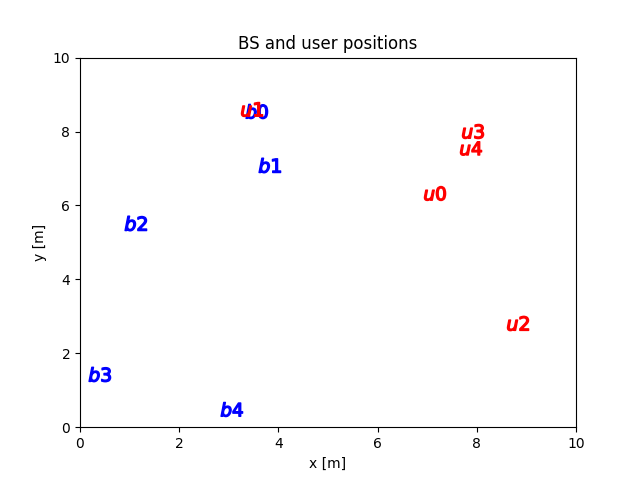 BS and user positions
10
8
6
4
2
0
y [m]
u1 b0
u3
u4
b1
u0
b2
u2
b3
b4
0 2 4 6 8 10
x [m]